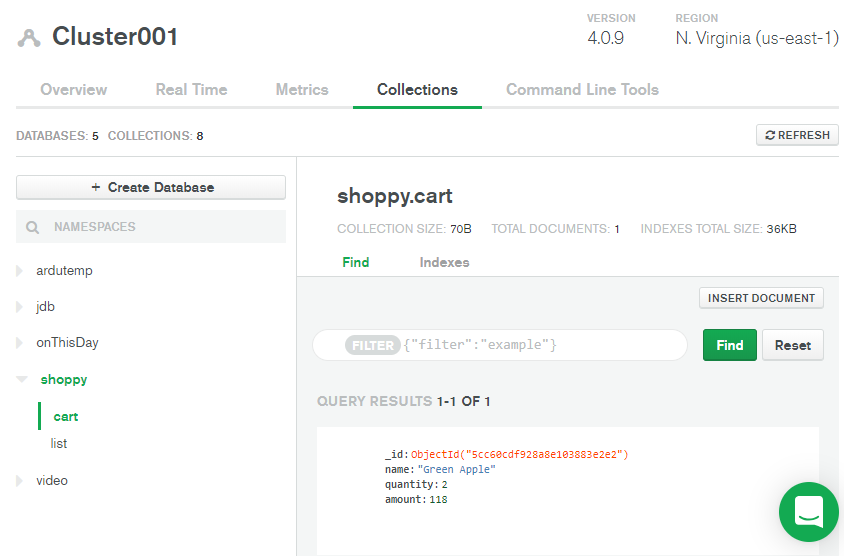 Cluster001
VERSION
4.0.9
REGION
N. Virginia (us-east-1)
Overview Real Time Metrics Collections Command Line Tools
DATABASES: 5 COLLECTIONS: 8
REFRESH
+ Create Database
NAMESPACES
ardutemp
jdb
onThisDay
shoppy
cart
list
video
shoppy.cart
COLLECTION SIZE: 70B TOTAL DOCUMENTS: 1 INDEXES TOTAL SIZE: 36KB
Find Indexes
INSERT DOCUMENT
FILTER {"filter":"example"}
Find Reset
QUERY RESULTS 1-1 OF 1
_id: ObjectId("5cc60cdf928a8e103883e2e2")
name: "Green Apple"
quantity: 2
amount: 118